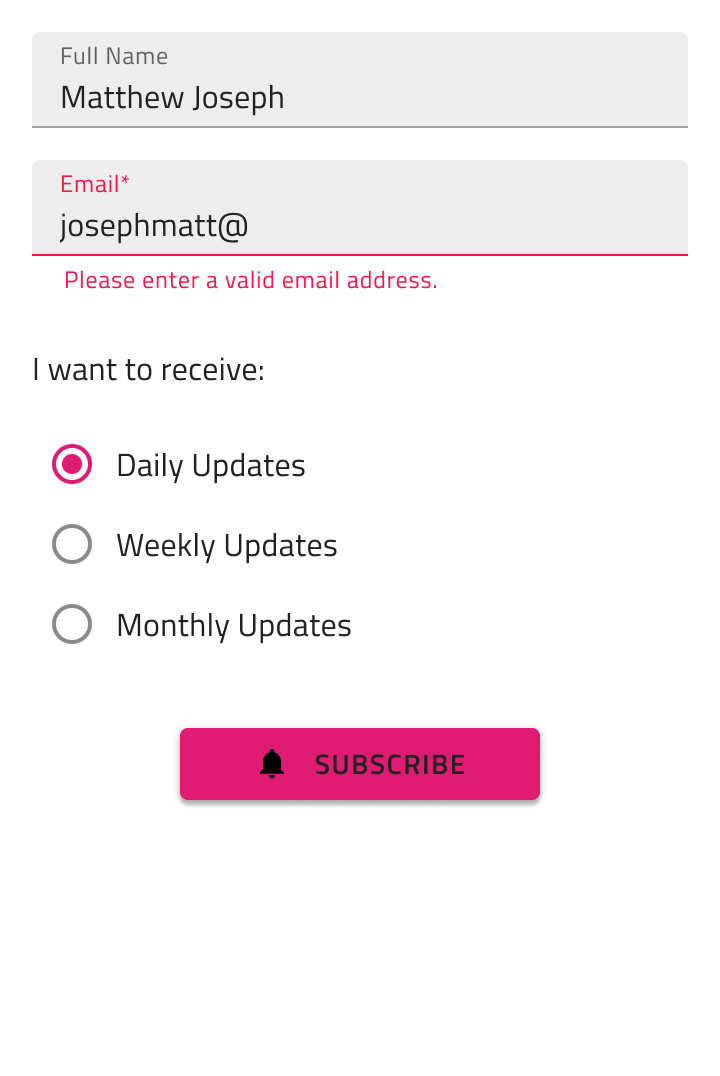 Full Name
Matthew Joseph
Email*
josephmatt@
Please enter a valid email address.
I want to receive:
Daily Updates
Weekly Updates
Monthly Updates
SUBSCRIBE